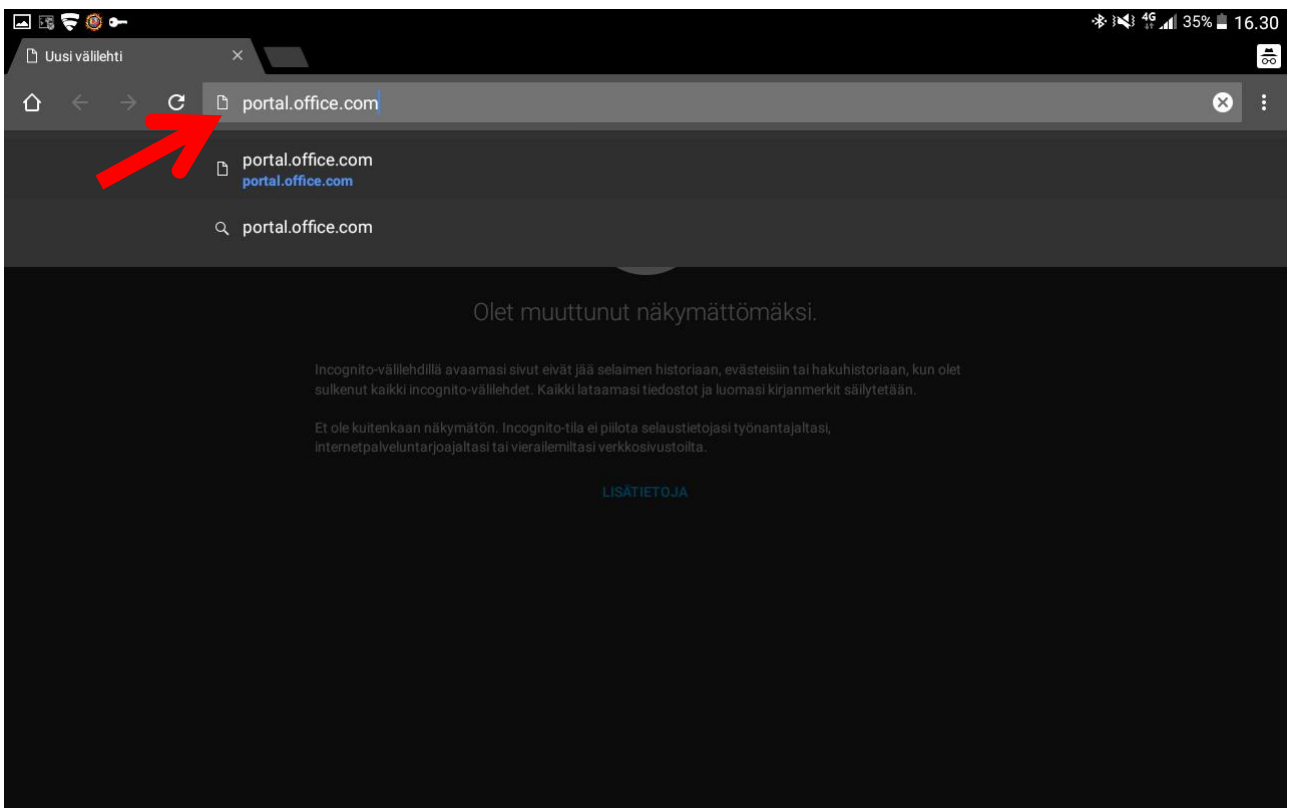 4G 35% 16.30
Uusi välilehti
portal.office.com
portal.office.com
portal.office.com
portal.office.com
Olet muuttunut näkymättömäksi.
Incognito-välilehdillä avaamasi sivut eivät jää selaimen historiaan, evästeisiin tai hakuhistoriaan, kun olet
sulkenut kaikki incognito-välilehdet. Kaikki lataamasi tiedostot ja luomasi kirjanmerkit säilytetään.
Et ole kuitenkaan näkymätön. Incognito-tila ei piilota selaustietojasi työnantajaltasi,
internetpalveluntarjoajaltasi tai vierailemiltasi verkkosivustoilta.
LISÄTIETOJA